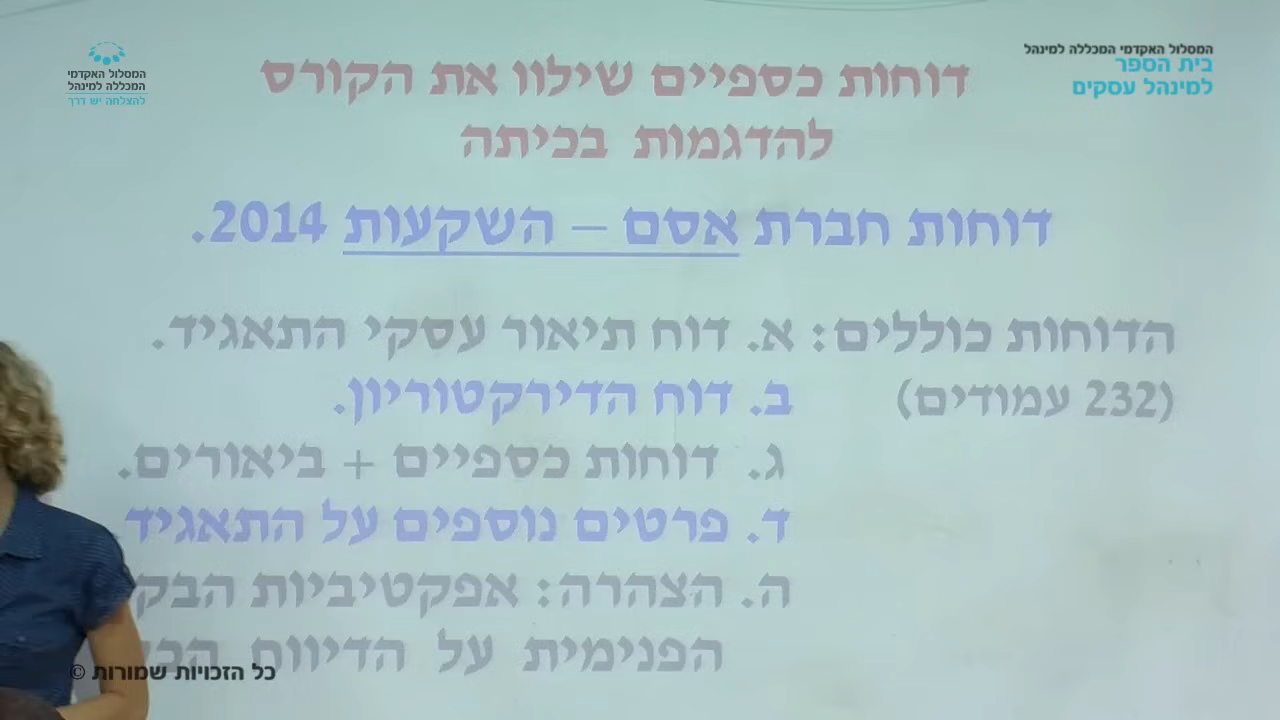 המסלול האקדמי המכללה למינהל
בית הספר
למינהל עסקים
המסלול האקדמי
המכללה למינהל
להצלחה יש דרך
דוחות כספיים שילוו את הקורס
להדגמות בכיתה
דוחות חברת אסם – השקעות 2014.
הדוחות כוללים: א. דוח תיאור עסקי התאגיד.
(232 עמודים) ב. דוח הדירקטוריון.
ג. דוחות כספיים + ביאורים.
ד. פרטים נוספים על התאגיד.
ה. הצהרה: אפקטיביות
הפנימית על הדיווח
כל הזכויות שמורות ©